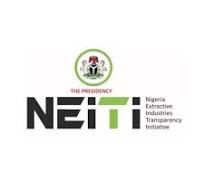 THE PRESIDENCY
NEiTi
Nigeria
Extractive
Industries
Transparency
Initiative